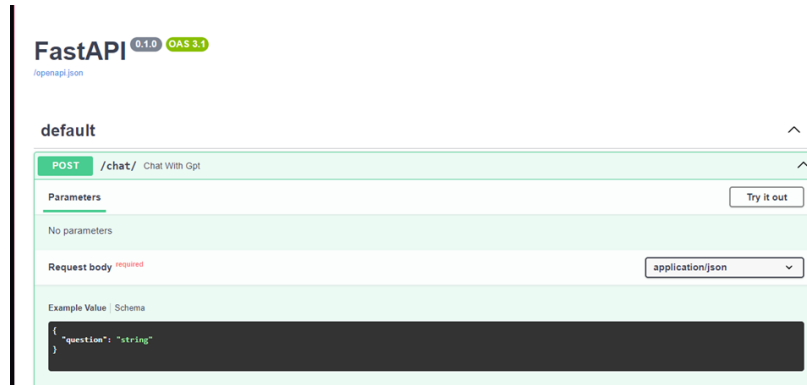 FastAPI 0.1.0 OAS 3.1
/openapi.json
default
POST /chat/ Chat With Gpt
Parameters
Try it out
No parameters
Request body required
application/json
Example Value | Schema
{
"question": "string"
}